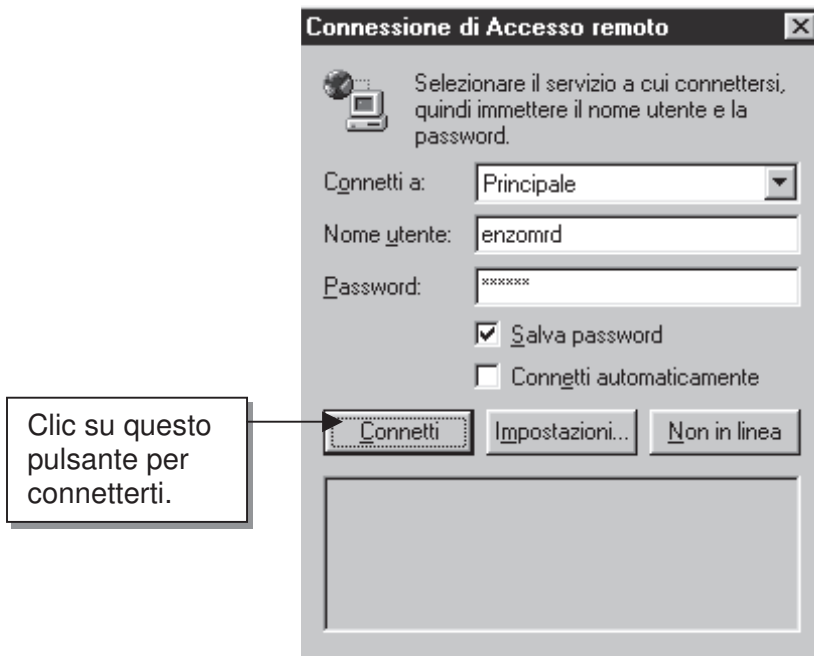 Connessione di Accesso remoto
Selezionare il servizio a cui connettersi,
quindi immettere il nome utente e la
password.
Connetti a:
Principale
Nome utente:
enzomrd
Password:
××××××
Salva password
Connetti automaticamente
Clic su questo
pulsante per
connetterti.
Connetti
Impostazioni...
Non in linea